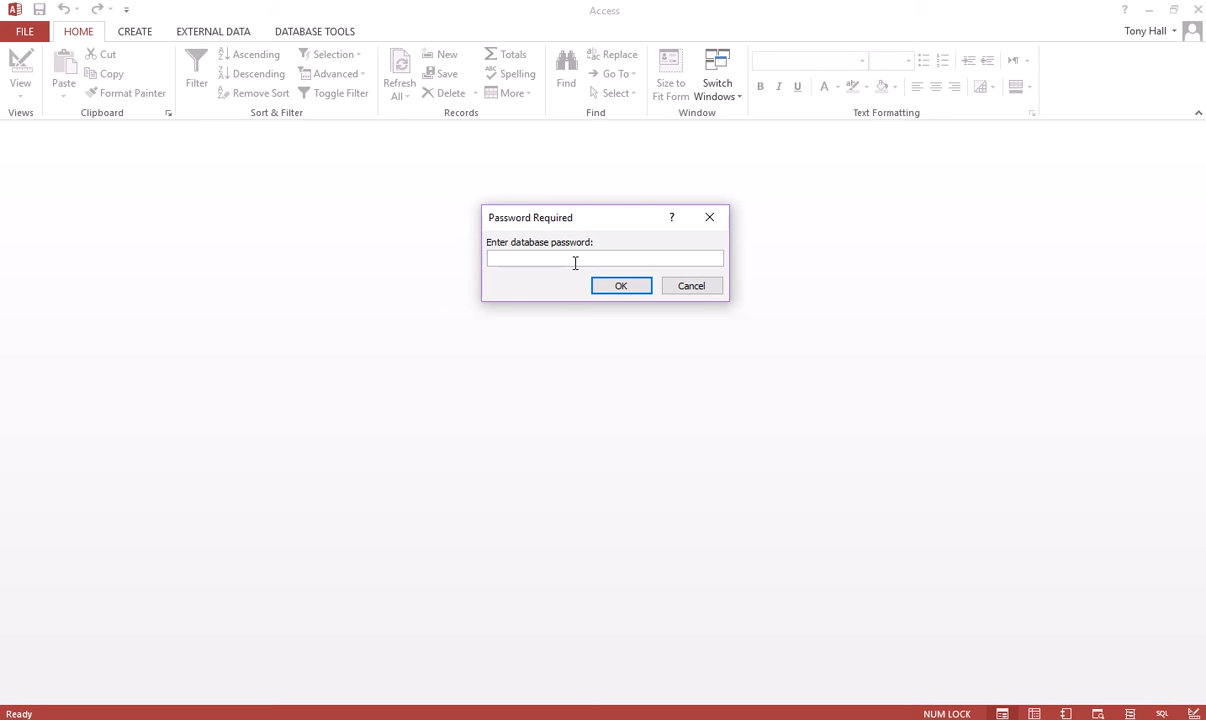 Access
?
FILE HOME CREATE EXTERNAL DATA DATABASE TOOLS Tony Hall
View
Views
Paste
Cut
Copy
Format Painter
Clipboard
Filter
Ascending
Descending
Remove Sort
Selection
Advanced
Toggle Filter
Sort & Filter
Refresh
All
New
Save
Delete
Totals
Spelling
More
Records
Find
Replace
Go To
Select
Find
Size to
Fit Form
Switch
Windows
Window
B I U A
Text Formatting
Password Required ?
Enter database password:
OK Cancel
Ready NUM LOCK SQL